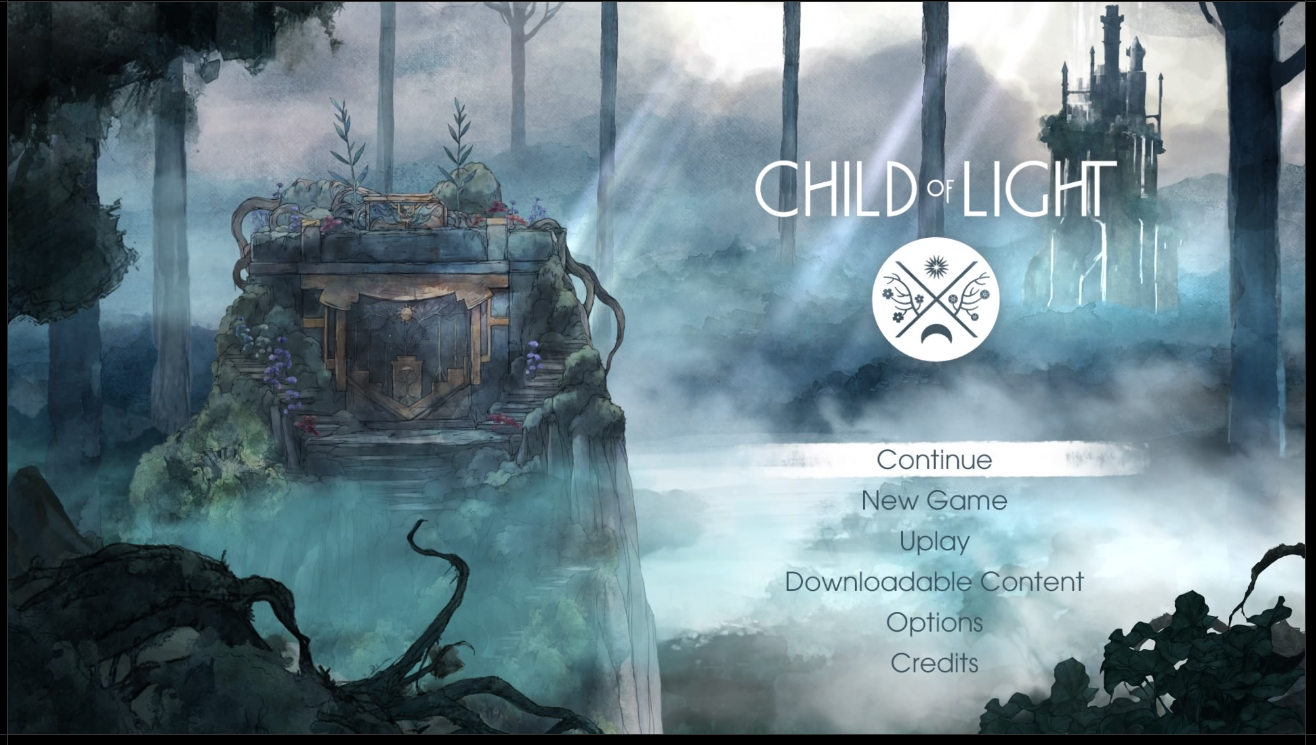 CHILD OF LIGHT
Continue
New Game
Uplay
Downloadable Content
Options
Credits